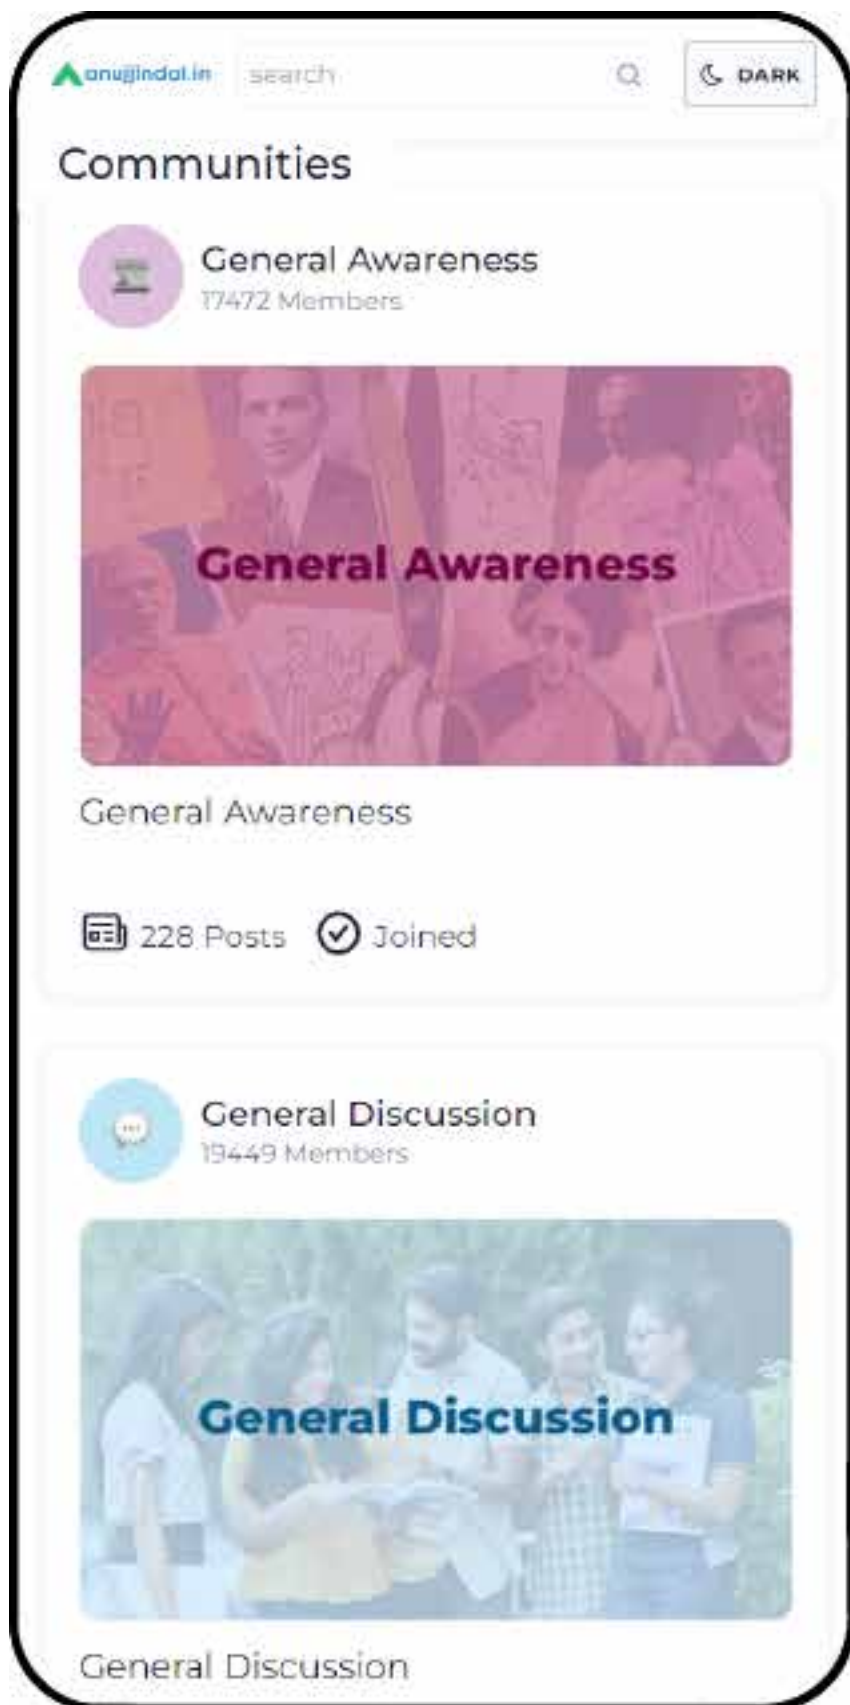 anujjindal.in
search
DARK
Communities
General Awareness
17472 Members
General Awareness
General Awareness
228 Posts
Joined
General Discussion
19449 Members
General Discussion
General Discussion